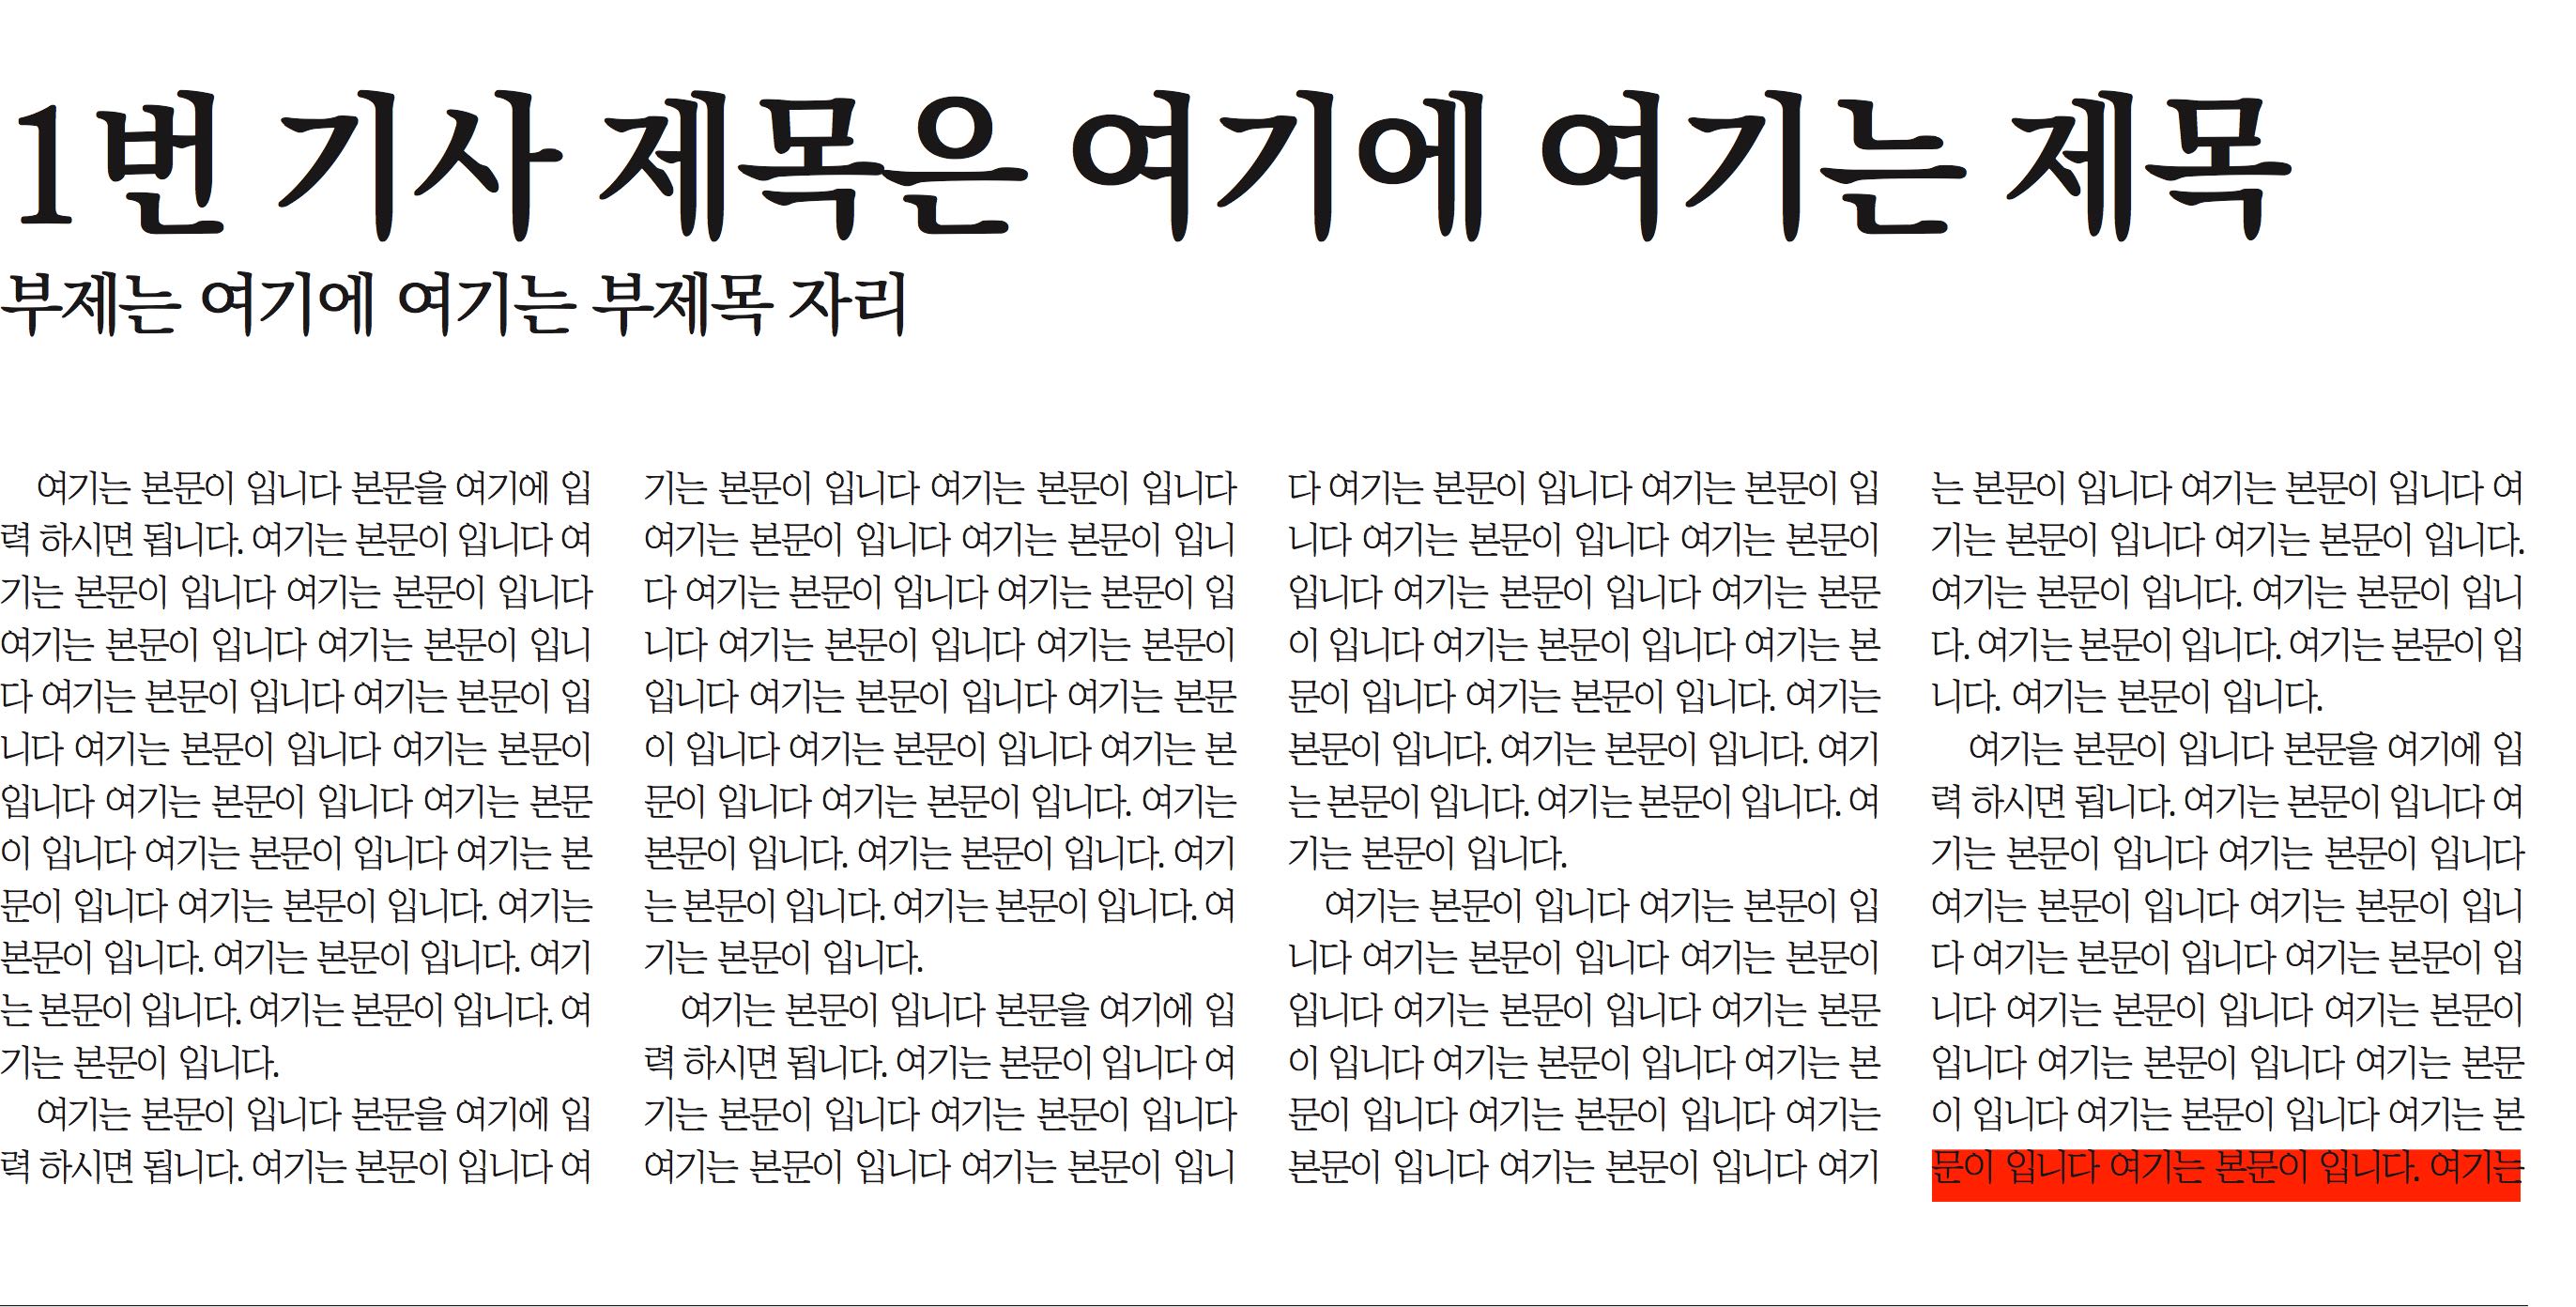 1번 기사 제목은 여기에 여기는 제목
부제는 여기에 여기는 부제목 자리
여기는 본문이 입니다 본문을 여기에 입
력 하시면 됩니다. 여기는 본문이 입니다 여
기는 본문이 입니다 여기는 본문이 입니다
여기는 본문이 입니다 여기는 본문이 입니
다 여기는 본문이 입니다 여기는 본문이 입
니다 여기는 본문이 입니다 여기는 본문이
입니다 여기는 본문이 입니다 여기는 본문
이 입니다 여기는 본문이 입니다 여기는 본
문이 입니다 여기는 본문이 입니다. 여기는
본문이 입니다. 여기는 본문이 입니다. 여기
는 본문이 입니다. 여기는 본문이 입니다. 여
기는 본문이 입니다.
여기는 본문이 입니다 본문을 여기에 입
력 하시면 됩니다. 여기는 본문이 입니다 여
기는 본문이 입니다 여기는 본문이 입니다
여기는 본문이 입니다 여기는 본문이 입니
다 여기는 본문이 입니다 여기는 본문이 입
니다 여기는 본문이 입니다 여기는 본문이
입니다 여기는 본문이 입니다 여기는 본문
이 입니다 여기는 본문이 입니다 여기는 본
문이 입니다 여기는 본문이 입니다. 여기는
본문이 입니다. 여기는 본문이 입니다. 여기
는 본문이 입니다. 여기는 본문이 입니다. 여
기는 본문이 입니다.
여기는 본문이 입니다 본문을 여기에 입
력 하시면 됩니다. 여기는 본문이 입니다 여
기는 본문이 입니다 여기는 본문이 입니다
여기는 본문이 입니다 여기는 본문이 입니
다 여기는 본문이 입니다 여기는 본문이 입
니다 여기는 본문이 입니다 여기는 본문이
입니다 여기는 본문이 입니다 여기는 본문
이 입니다 여기는 본문이 입니다 여기는 본
문이 입니다 여기는 본문이 입니다. 여기는
본문이 입니다. 여기는 본문이 입니다. 여기
는 본문이 입니다. 여기는 본문이 입니다. 여
기는 본문이 입니다.
여기는 본문이 입니다 여기는 본문이 입
니다 여기는 본문이 입니다 여기는 본문이
입니다 여기는 본문이 입니다 여기는 본문
이 입니다 여기는 본문이 입니다 여기는 본
문이 입니다 여기는 본문이 입니다 여기는
본문이 입니다 여기는 본문이 입니다 여기
는 본문이 입니다 여기는 본문이 입니다 여
기는 본문이 입니다 여기는 본문이 입니다.
여기는 본문이 입니다. 여기는 본문이 입니
다. 여기는 본문이 입니다. 여기는 본문이 입
니다. 여기는 본문이 입니다.
여기는 본문이 입니다 본문을 여기에 입
력 하시면 됩니다. 여기는 본문이 입니다 여
기는 본문이 입니다 여기는 본문이 입니다
여기는 본문이 입니다 여기는 본문이 입니
다 여기는 본문이 입니다 여기는 본문이 입
니다 여기는 본문이 입니다 여기는 본문이
입니다 여기는 본문이 입니다 여기는 본문
이 입니다 여기는 본문이 입니다 여기는 본
문이 입니다 여기는 본문이 입니다. 여기는